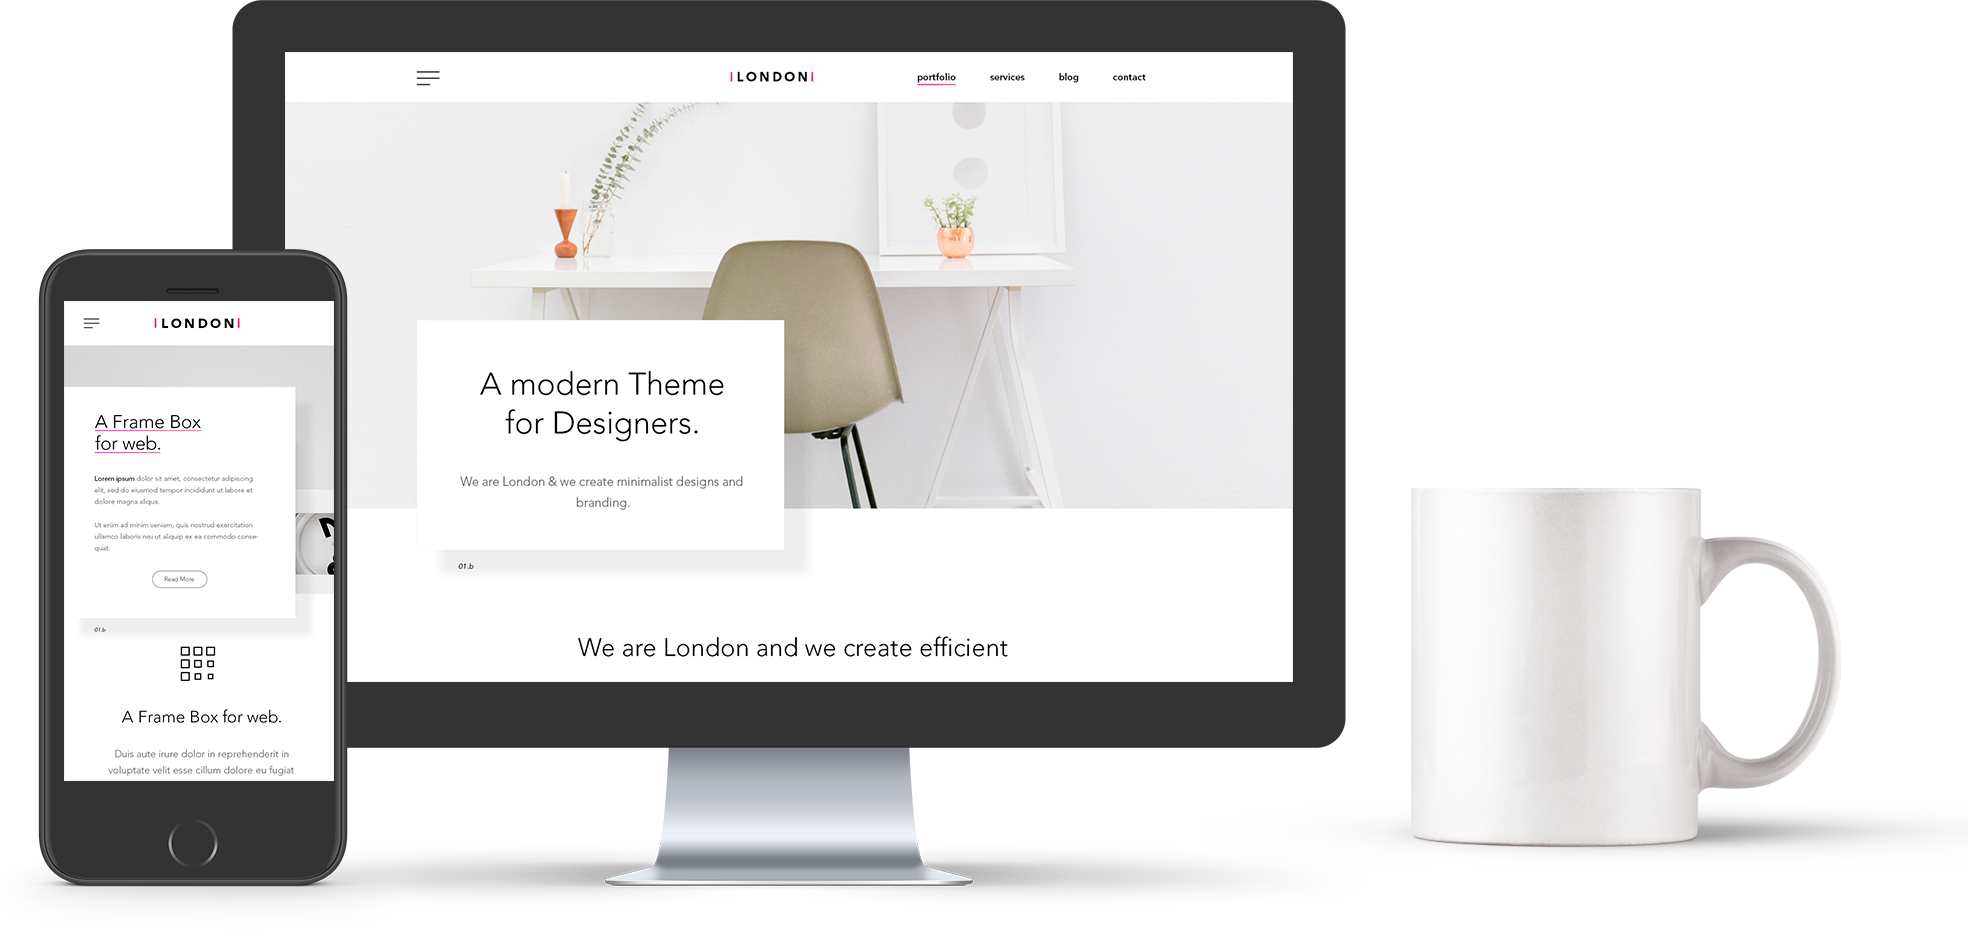 LONDON
portfolio
services
blog
contact
A modern Theme
for Designers.
We are London & we create minimalist designs and
branding.
01.b
We are London and we create efficient
LONDON
A Frame Box
for web.
Lorem ipsum dolor sit amet, consectetur adipiscing
elit, sed do eiusmod tempor incididunt ut labore et
dolore magna aliqua.
Ut enim ad minim veniam, quis nostrud exercitation
ullamco laboris nisi ut aliquip ex ea commodo conse-
quat.
Read More
01.b
A Frame Box for web.
Duis aute irure dolor in reprehenderit in
voluptate velit esse cillum dolore eu fugiat